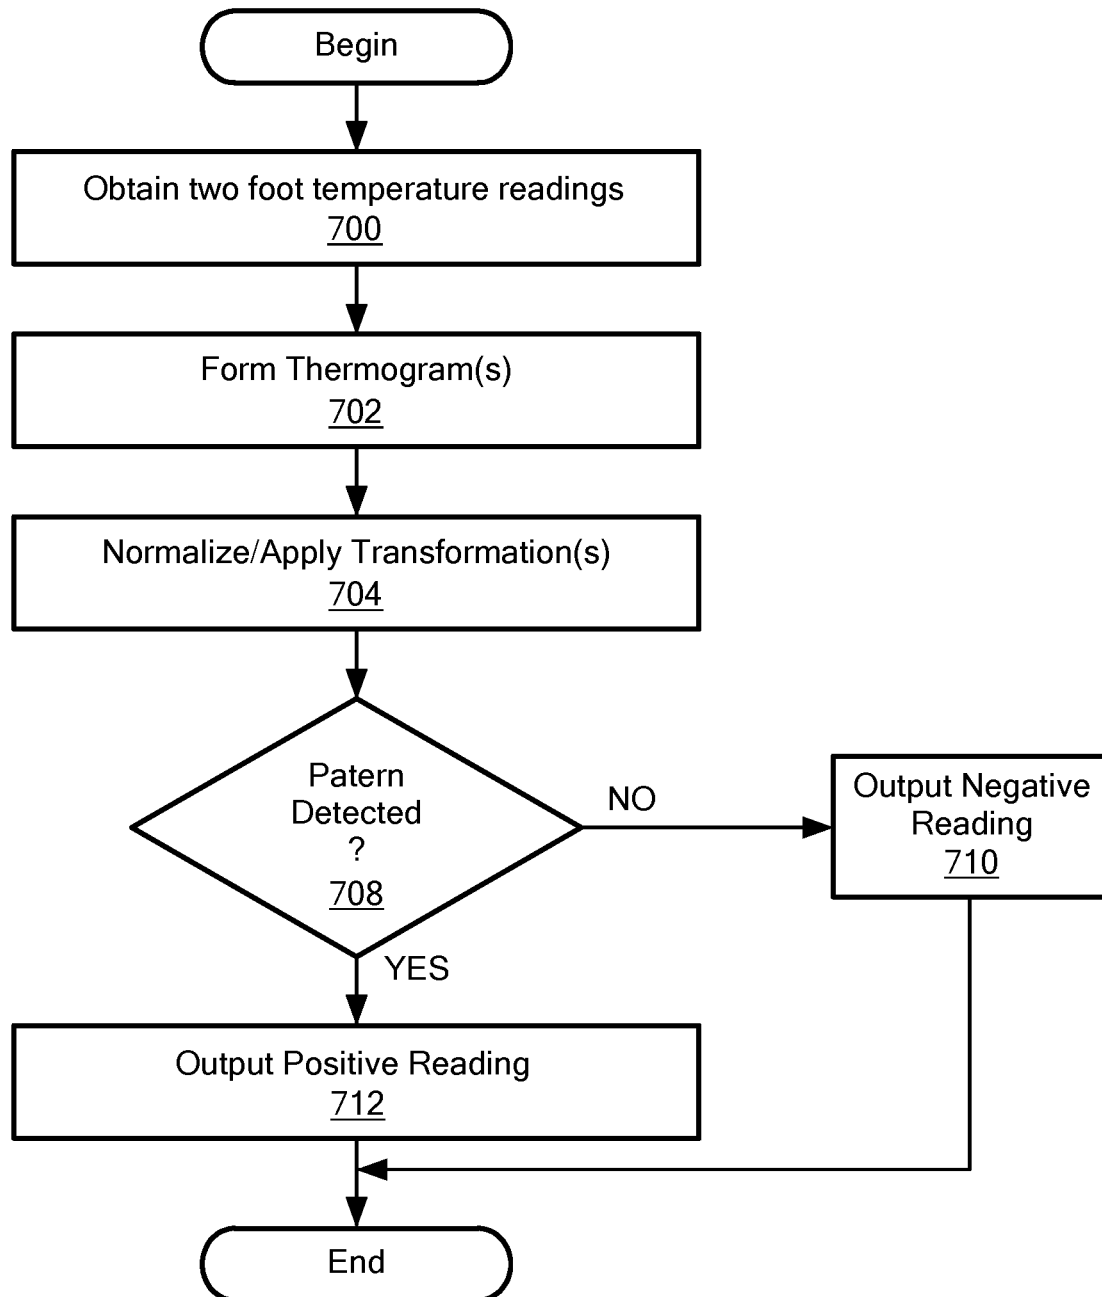 Begin
Obtain two foot temperature readings
700
Form Thermogram(s)
702
Normalize/Apply Transformation(s)
704
Patern
Detected
?
708
NO
Output Negative
Reading
710
YES
Output Positive Reading
712
End